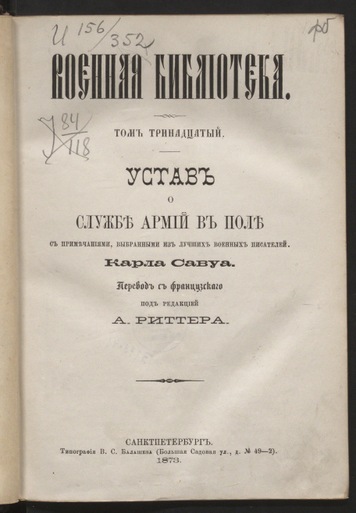 И 156/352
рб
ВОЕННАЯ БИБЛІОТЕКА.
У 84/118
ТОМЪ ТРИНАДЦАТЫЙ.
УСТАВЪ
О
СЛУЖБѢ АРМІЙ ВЪ ПОЛѢ
СЪ ПРИМѢЧАНІЯМИ, ВЫБРАННЫМИ ИЗЪ ЛУЧШИХЪ ВОЕННЫХЪ ПИСАТЕЛЕЙ.
Карла Савуа.
Переводъ съ французскаго
ПОДЪ РЕДАКЦІЕЙ
А. РИТТЕРА.
САНКТПЕТЕРБУРГЪ.
Типографія В. С. Балашева (Большая Садовая ул., д. № 49—2).
1873.